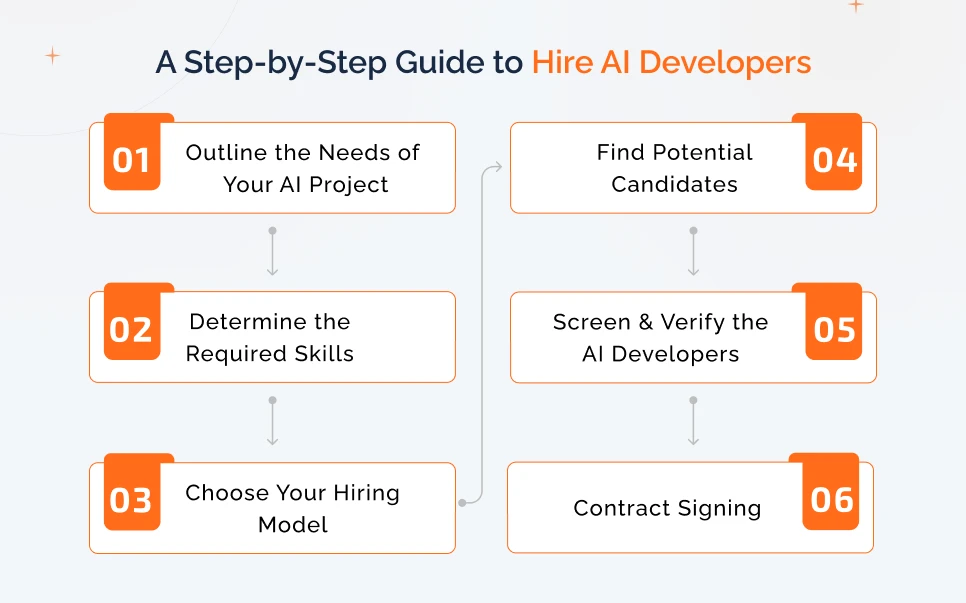 A Step-by-Step Guide to Hire AI Developers
01
Outline the Needs of
Your AI Project
02
Determine the
Required Skills
03
Choose Your Hiring
Model
04
Find Potential
Candidates
05
Screen & Verify the
AI Developers
06
Contract Signing